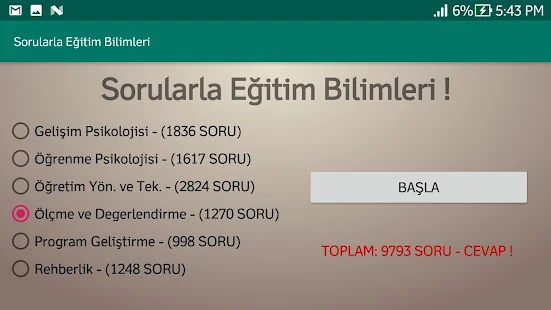 6% 5:43 PM
Sorularla Eğitim Bilimleri
Sorularla Eğitim Bilimleri !
Gelişim Psikolojisi - (1836 SORU)
Öğrenme Psikolojisi - (1617 SORU)
Öğretim Yön. ve Tek. - (2824 SORU)
Ölçme ve Degerlendirme - (1270 SORU)
Program Geliştirme - (998 SORU)
Rehberlik - (1248 SORU)
BAŞLA
TOPLAM: 9793 SORU - CEVAP !